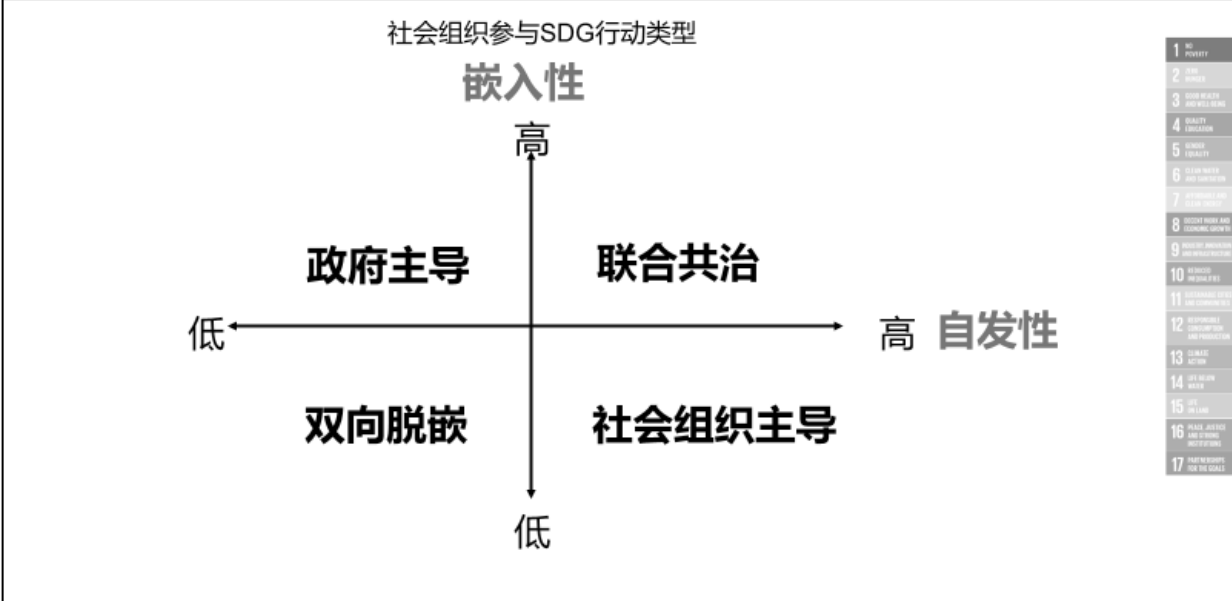 社会组织参与SDG行动类型
嵌入性
高
政府主导
联合共治
低
高 自发性
双向脱嵌
社会组织主导
低
1 NO
POVERTY
2 ZERO
HUNGER
3 GOOD HEALTH
AND WELL-BEING
4 QUALITY
EDUCATION
5 GENDER
EQUALITY
6 CLEAN WATER
AND SANITATION
7 AFFORDABLE AND
CLEAN ENERGY
8 DECENT WORK AND
ECONOMIC GROWTH
9 INDUSTRY, INNOVATION
AND INFRASTRUCTURE
10 REDUCED
INEQUALITIES
11 SUSTAINABLE CITIES
AND COMMUNITIES
12 RESPONSIBLE
CONSUMPTION
AND PRODUCTION
13 CLIMATE
ACTION
14 LIFE BELOW
WATER
15 LIFE
ON LAND
16 PEACE, JUSTICE
AND STRONG
INSTITUTIONS
17 PARTNERSHIPS
FOR THE GOALS